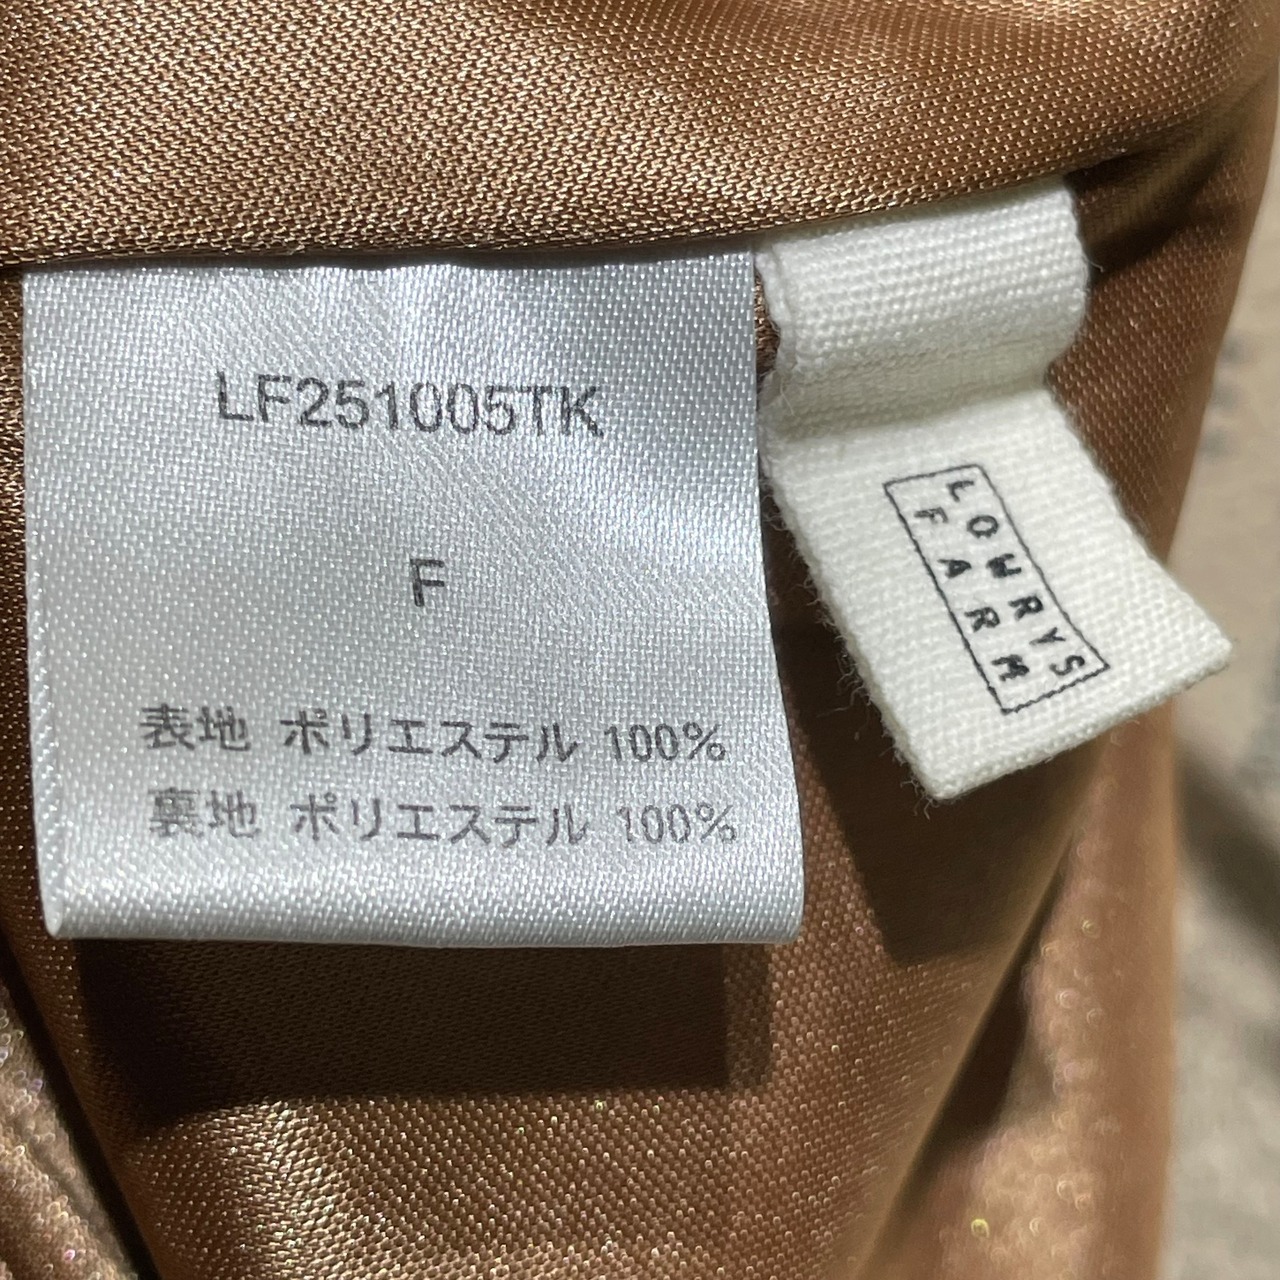 LF251005TK
F
表地 ポリエステル 100%
裏地 ポリエステル 100%
LOWRYS
FARM